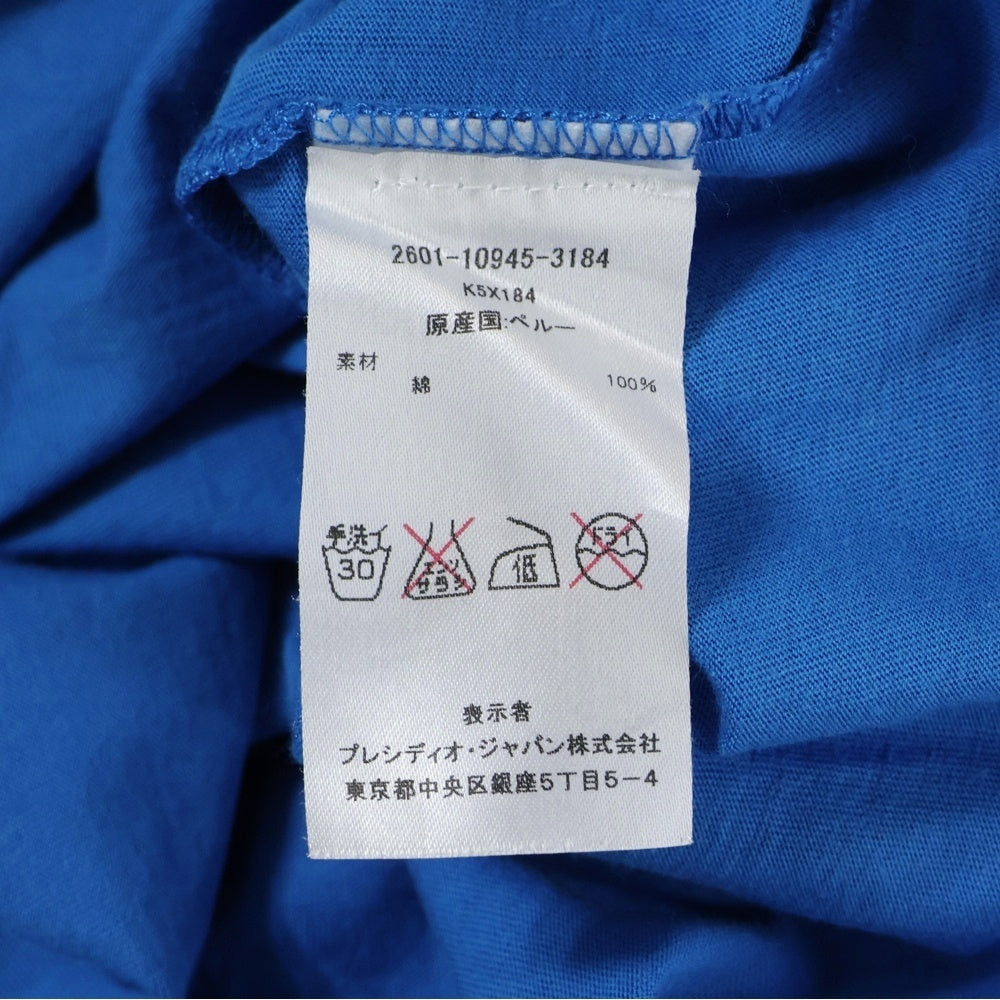 2601-10945-3184
K5X184
原産国:ペルー
素材
綿 100%
手洗イ
30
エンソ
サラシ
低
ドライ
表示者
プレシディオ・ジャパン株式会社
東京都中央区銀座5丁目5-4